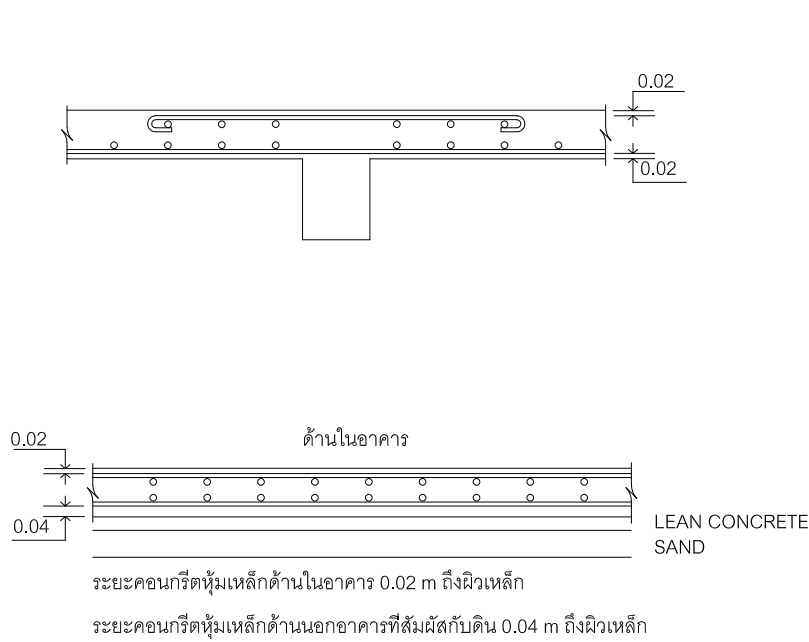 0.02
0.02
ด้านในอาคาร
0.02
0.04
LEAN CONCRETE
SAND
ระยะคอนกรีตหุ้มเหล็กด้านในอาคาร 0.02 m ถึงผิวเหล็ก
ระยะคอนกรีตหุ้มเหล็กด้านนอกอาคารที่สัมผัสกับดิน 0.04 m ถึงผิวเหล็ก